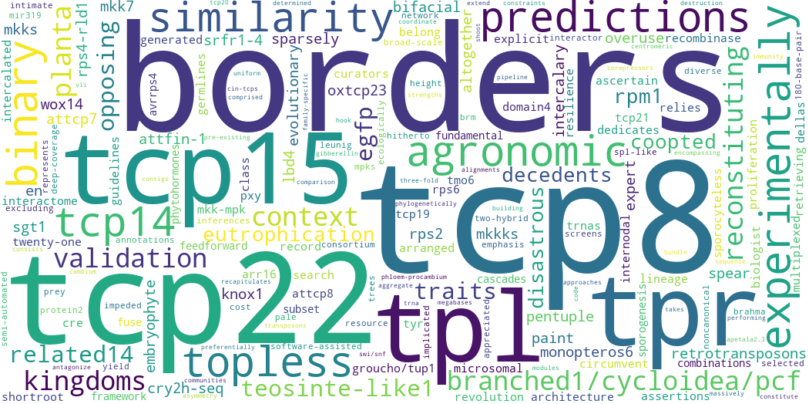 borders
tcp8
tcp22
tcp15
tpl
tpr
tcp14
predictions
similarity
agronomic
experimentally
binary
planta
opposing
topless
kingdoms
validation
context
eutrophication
related14
teosinte-like1
branched1/cycloidea/pcf
reconstituting
coopted
decedents
disastrous
traits
egfp
rpm1
intimate
mir319
mkks
mkk7
rps4-rld1
bifacial
network
determined
tcp20
extend
constraints
destruction
coordinate
interactor
shoot
centromeric
belong
broad-scale
explicit
overuse
recombinase
generated
srfr1-4
sparsely
intercalated
wox14
avrrps4
attcp7
germlines
evolutionary
curators
oxtcp23
altogether
height
domain4
intercalary
resilience
ascertain
diverse
pipeline
strengths
relies
tcp21
dedicates
immunity
della
180-base-pair
uniform
cin-tcps
comprised
family-specific
hook
pre-existing
gibberellin
attfin-1
lbd4
leunig
brm
ecologically
hitherto
fundamental
spl-like
corepressors
encompassing
proliferation
retrieving
multiplexed
en
represents
deep-coverage
guidelines
phytohormones
class
pxy
contigs
comparison
mpks
phylogenetically
three-fold
alignments
tmo6
rps6
building
two-hybrid
screens
internodal
expert
sporocyteless
biologist
interactome
excluding
sgt1
mkk-mpk
inferences
tcp19
rps2
mkkks
emphasis
trnas
twenty-one
annotations
feedforward
record
consortium
arranged
cascades
lineage
spear
sporogenesis
noncanonical
brahma
performing
embryophyte
consists
cambium
arr16
search
trees
phloem-procambium
aggregate
approaches
pentuple
tyr
code
takes
apetala2.3
semi-automated
prey
impeded
knox1
attcp8
recapitulates
trna
megabases
implicated
appreciated
paint
retrotransposons
protein2
cre
fuse
cost
subset
pale
transposons
resource
swi/snf
monopteros6
circumvent
combinations
selected
antagonize
yield
preferentially
software-assisted
groucho/tup1
microsomal
modules
massively
shortroot
framework
cry2h-seq
communities
asymmetry
revolution
architecture
assertions
constitute